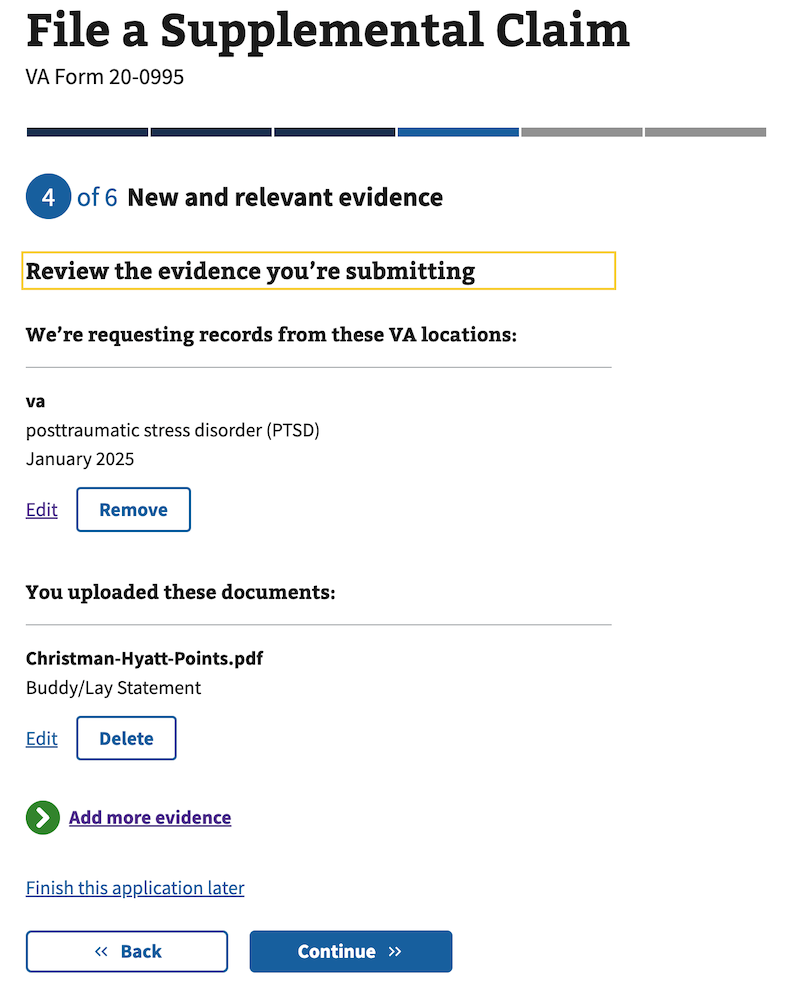 File a Supplemental Claim
VA Form 20-0995
4 of 6 New and relevant evidence
Review the evidence you’re submitting
We’re requesting records from these VA locations:
va
posttraumatic stress disorder (PTSD)
January 2025
Edit Remove
You uploaded these documents:
Christman-Hyatt-Points.pdf
Buddy/Lay Statement
Edit Delete
Add more evidence
Finish this application later
« Back Continue »